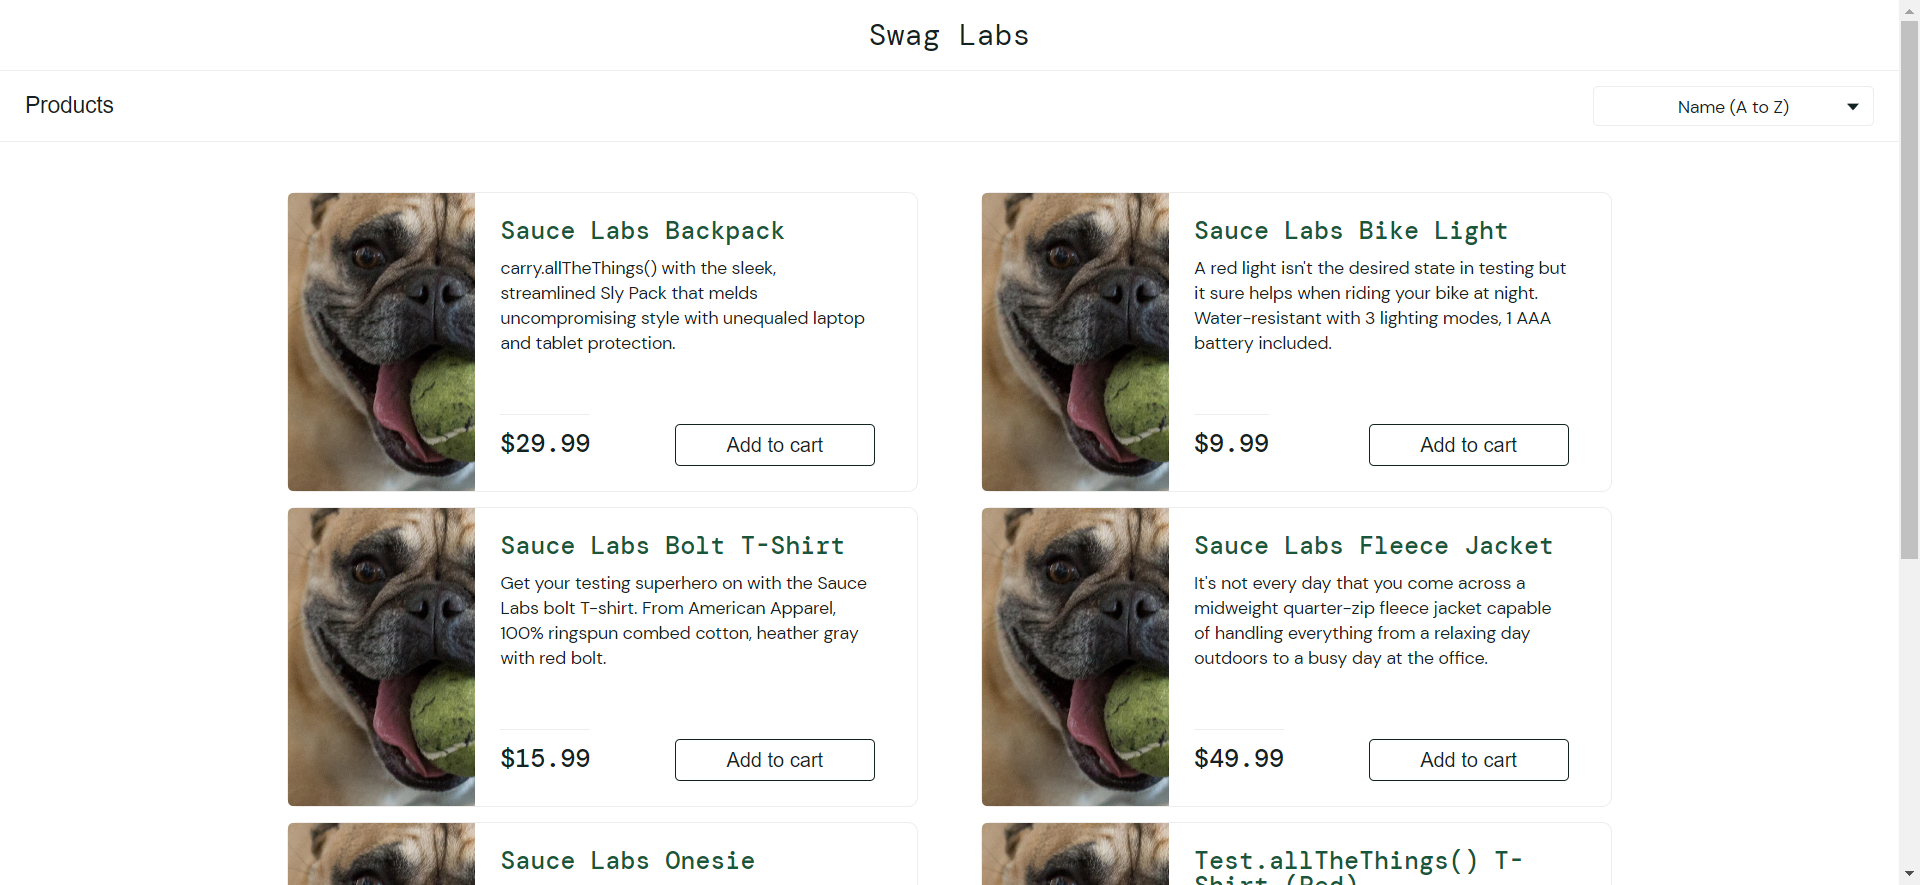 Swag Labs
Products
Name (A to Z)
Sauce Labs Backpack
carry.allTheThings() with the sleek,
streamlined Sly Pack that melds
uncompromising style with unequaled laptop
and tablet protection.
$29.99
Add to cart
Sauce Labs Bike Light
A red light isn't the desired state in testing but
it sure helps when riding your bike at night.
Water-resistant with 3 lighting modes, 1 AAA
battery included.
$9.99
Add to cart
Sauce Labs Bolt T-Shirt
Get your testing superhero on with the Sauce
Labs bolt T-shirt. From American Apparel,
100% ringspun combed cotton, heather gray
with red bolt.
$15.99
Add to cart
Sauce Labs Fleece Jacket
It's not every day that you come across a
midweight quarter-zip fleece jacket capable
of handling everything from a relaxing day
outdoors to a busy day at the office.
$49.99
Add to cart
Sauce Labs Onesie
Test.allTheThings() T-
Shirt (Red)